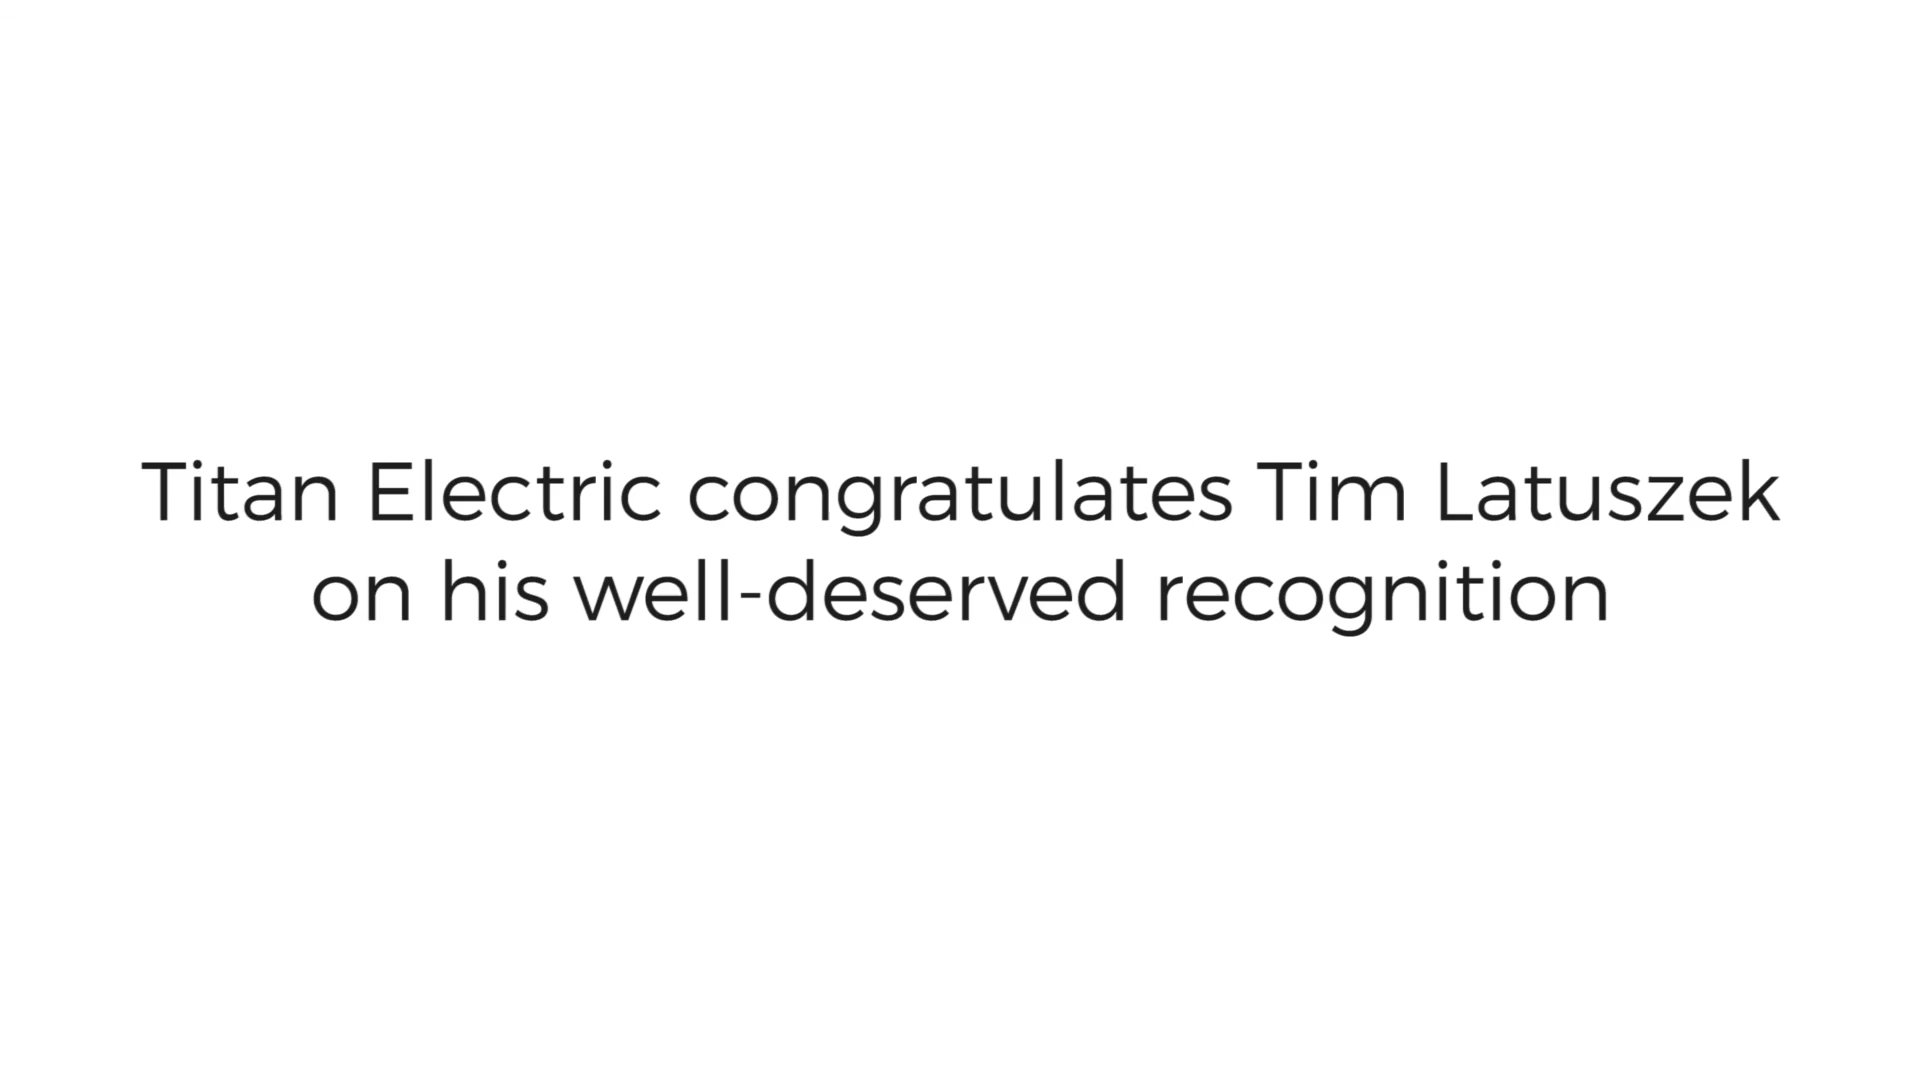 Titan Electric congratulates Tim Latuszek
on his well-deserved recognition